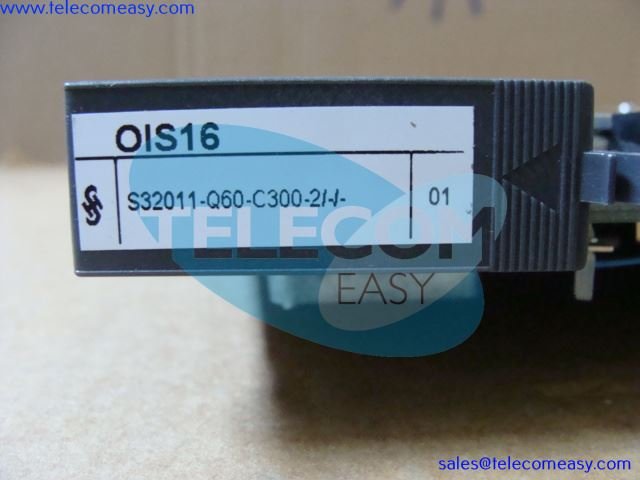 www.telecomeasy.com
OIS16
S32011-Q60-C300-2/-/-
01
TELECOM
EASY
sales@telecomeasy.com